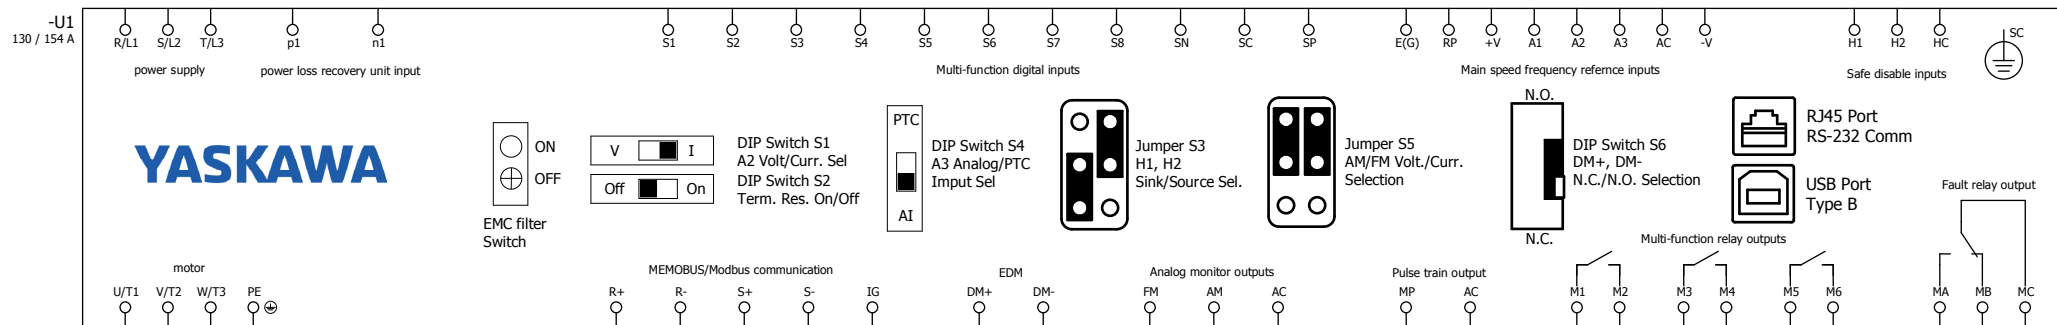 -U1
130 / 154 A
R/L1 S/L2 T/L3 p1 n1 S1 S2 S3 S4 S5 S6 S7 S8 SN SC SP E(G) RP +V A1 A2 A3 AC -V H1 H2 HC SC
power supply power loss recovery unit input Multi-function digital inputs Main speed frequency refernce inputs Safe disable inputs
YASKAWA
ON
OFF
EMC filter
Switch
V I
Off On
DIP Switch S1
A2 Volt/Curr. Sel
DIP Switch S2
Term. Res. On/Off
PTC
AI
DIP Switch S4
A3 Analog/PTC
Imput Sel
Jumper S3
H1, H2
Sink/Source Sel.
Jumper S5
AM/FM Volt./Curr.
Selection
N.O.
N.C.
DIP Switch S6
DM+, DM-
N.C./N.O. Selection
RJ45 Port
RS-232 Comm
USB Port
Type B
Fault relay output
Multi-function relay outputs
motor MEMOBUS/Modbus communication EDM Analog monitor outputs Pulse train output
U/T1 V/T2 W/T3 PE R+ R- S+ S- IG DM+ DM- FM AM AC MP AC M1 M2 M3 M4 M5 M6 MA MB MC